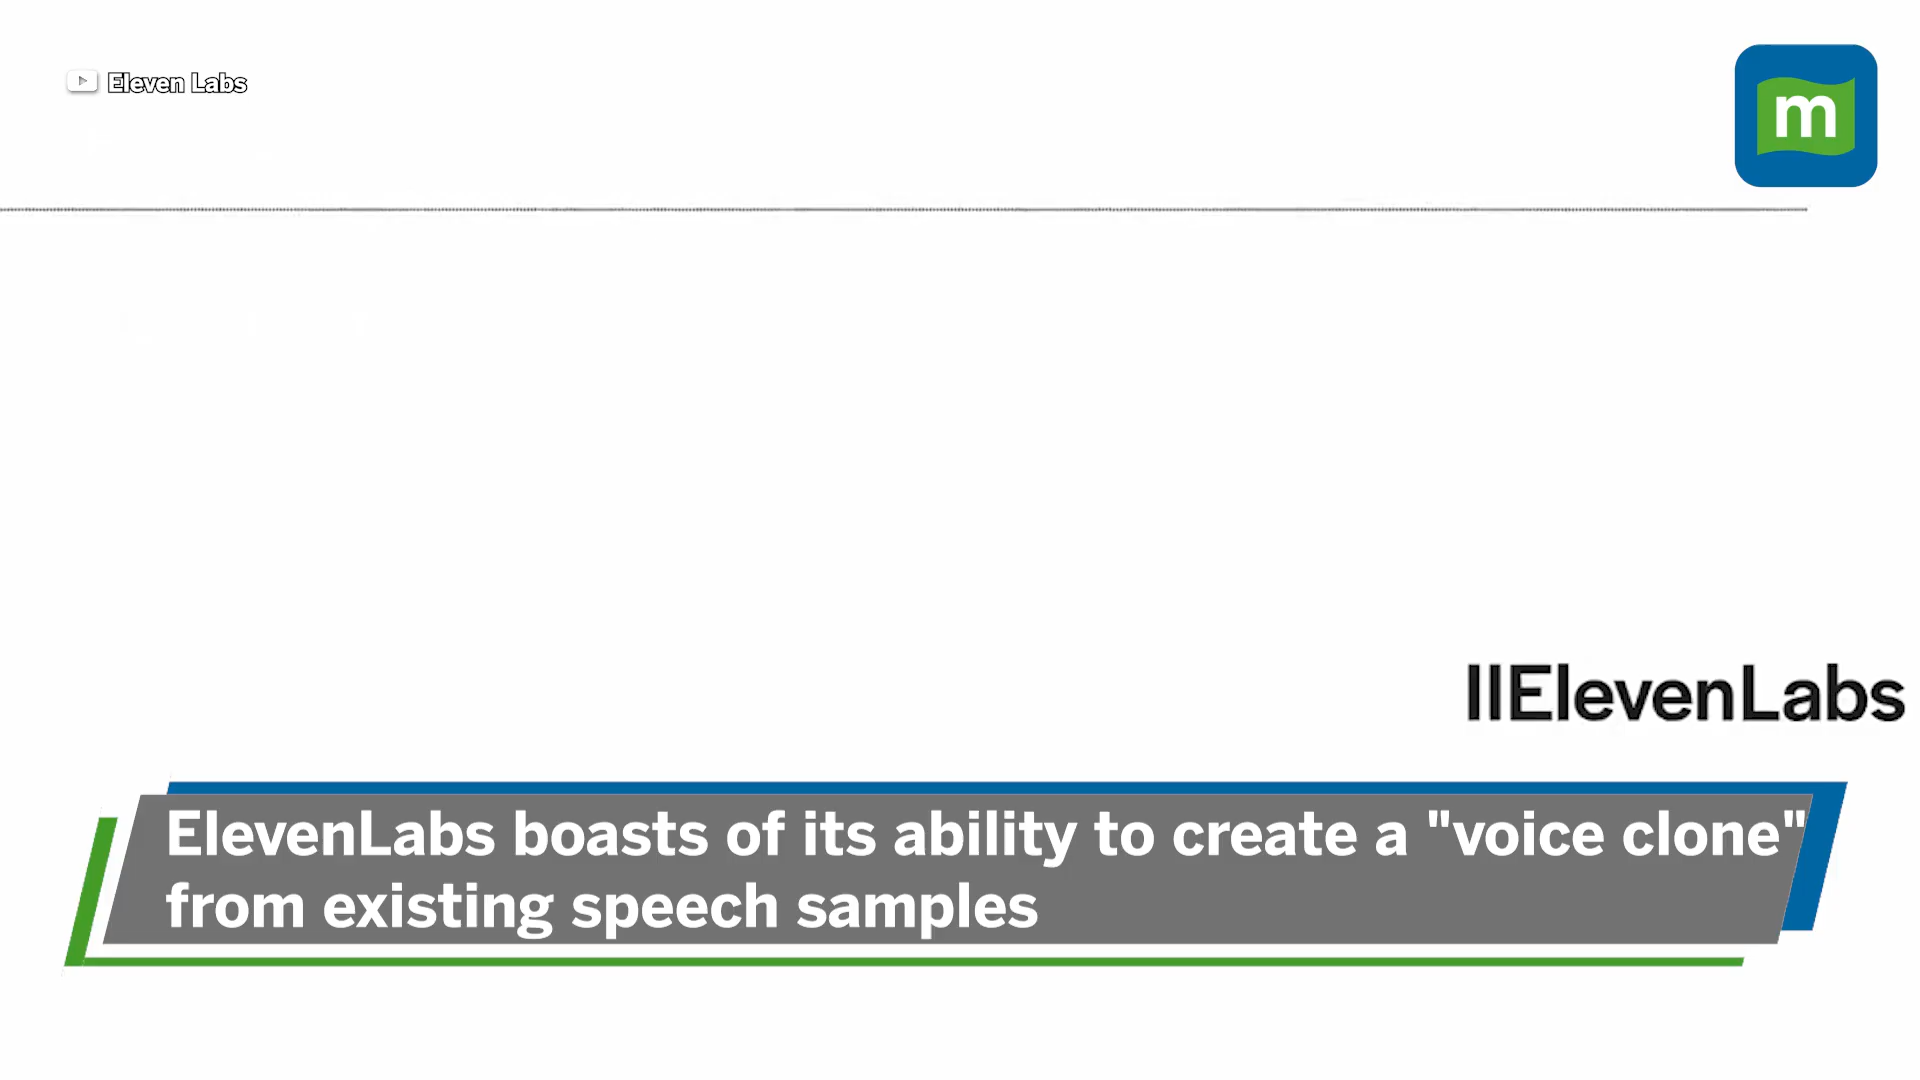 Eleven Labs
m
IIElevenLabs
ElevenLabs boasts of its ability to create a "voice clone"
from existing speech samples